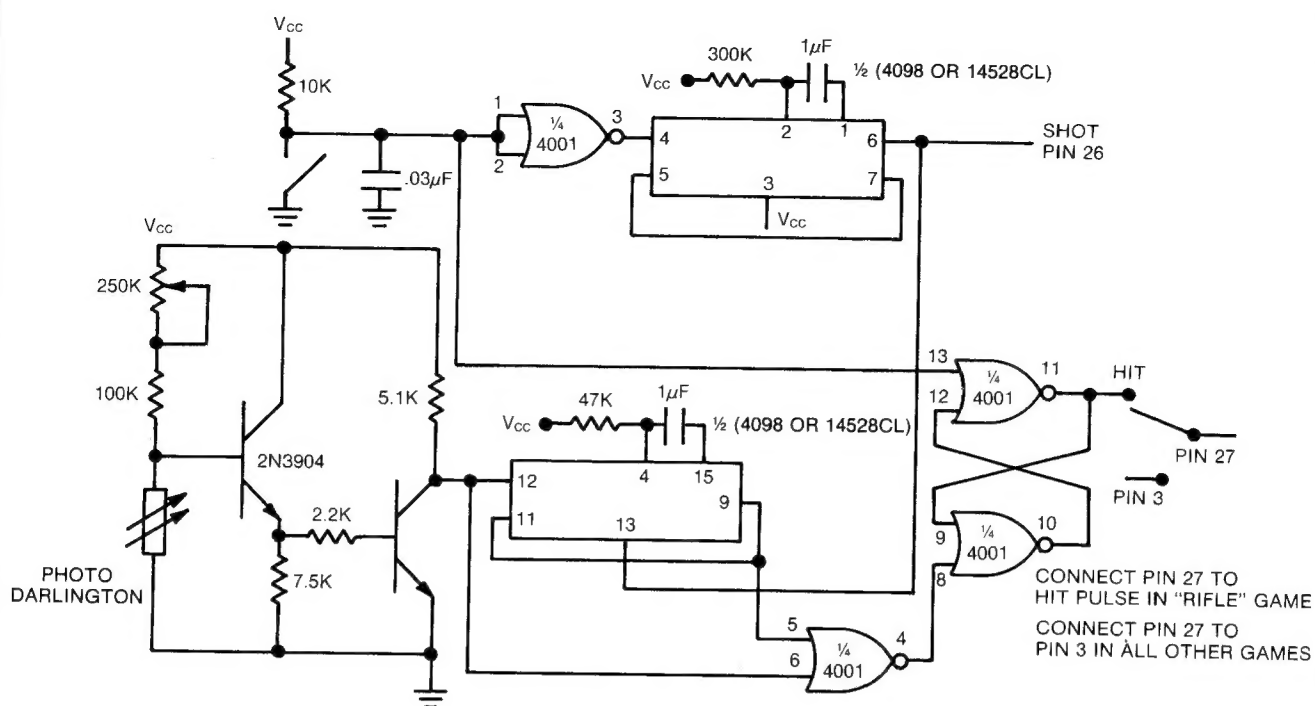 Vcc
10K
.03µF
1
2
¼
4001
3
300K
1µF
½ (4098 OR 14528CL)
Vcc
2
1
4
5
3
6
7
Vcc
SHOT
PIN 26
Vcc
250K
100K
2N3904
PHOTO
DARLINGTON
2.2K
7.5K
5.1K
47K
1µF
½ (4098 OR 14528CL)
Vcc
4
15
12
11
13
9
5
6
¼
4001
4
13
12
¼
4001
11
HIT
PIN 27
PIN 3
9
8
¼
4001
10
CONNECT PIN 27 TO
HIT PULSE IN "RIFLE" GAME
CONNECT PIN 27 TO
PIN 3 IN ALL OTHER GAMES